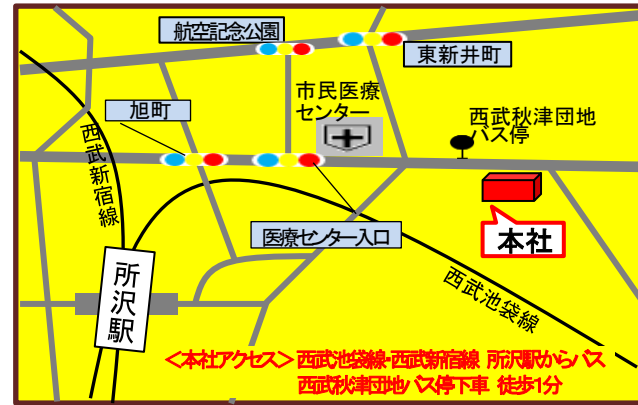 航空記念公園
東新井町
市民医療
センター
旭町
西武秋津団地
バス停
西武新宿線
医療センター入口
本社
所沢駅
西武池袋線
＜本社アクセス＞西武池袋線・西武新宿線 所沢駅からバス
西武秋津団地バス停下車 徒歩1分